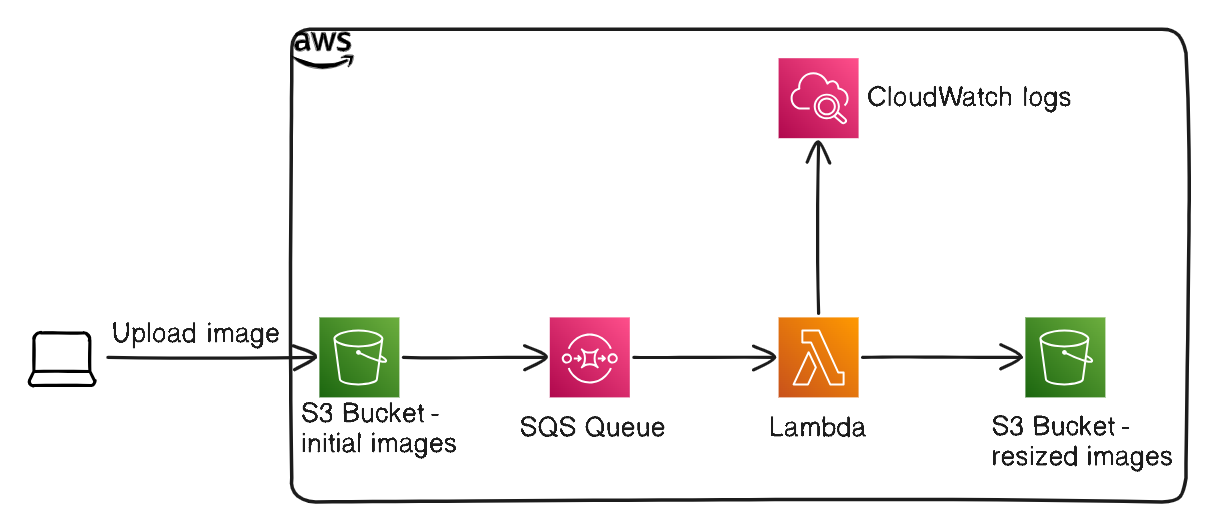 aws
CloudWatch logs
Upload image
S3 Bucket -
initial images
SQS Queue
Lambda
S3 Bucket -
resized images